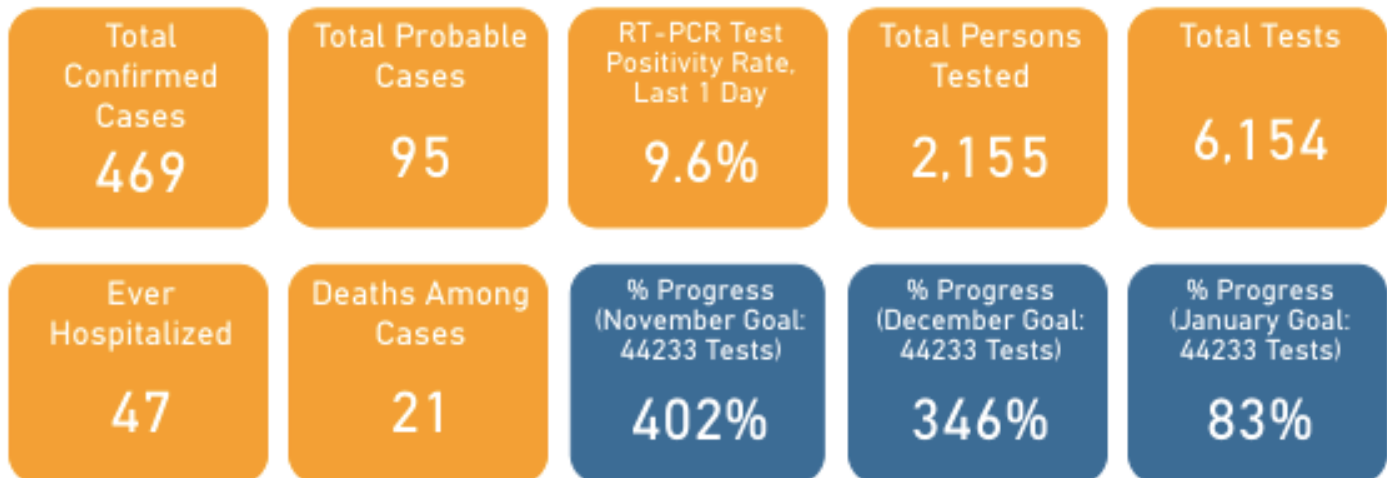 Total
Confirmed
Cases
469
Total Probable
Cases
95
RT-PCR Test
Positivity Rate,
Last 1 Day
9.6%
Total Persons
Tested
2,155
Total Tests
6,154
Ever
Hospitalized
47
Deaths Among
Cases
21
% Progress
(November Goal:
44233 Tests)
402%
% Progress
(December Goal:
44233 Tests)
346%
% Progress
(January Goal:
44233 Tests)
83%